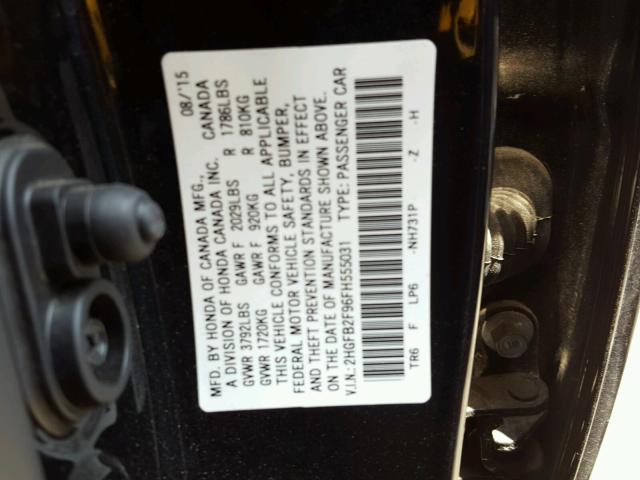 MFD. BY HONDA OF CANADA MFG., 08/'15
A DIVISION OF HONDA CANADA INC. CANADA
GVWR 3792LBS GAWR F 2029LBS R 1786LBS
GVWR 1720KG GAWR F 920KG R 810KG
THIS VEHICLE CONFORMS TO ALL APPLICABLE
FEDERAL MOTOR VEHICLE SAFETY, BUMPER,
AND THEFT PREVENTION STANDARDS IN EFFECT
ON THE DATE OF MANUFACTURE SHOWN ABOVE.
V.I.N.: 2HGFB2F96FH555031 TYPE: PASSENGER CAR
TR6 F LP6 -NH731P -Z -H